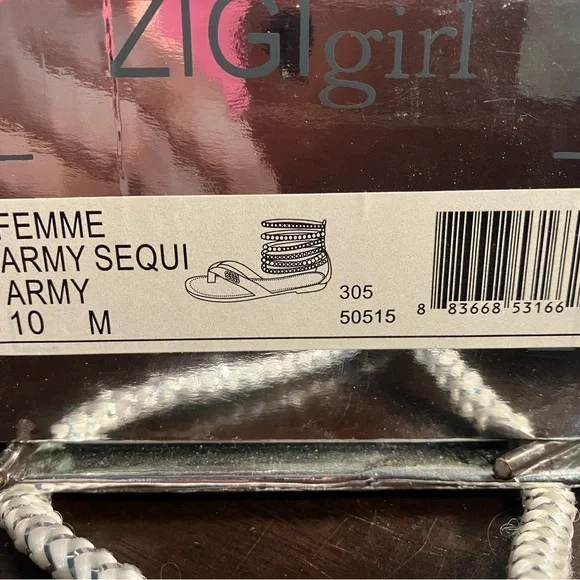 ZIGIgirl
FEMME
ARMY SEQUI
ARMY
10 M
305
50515
8 83668 53166